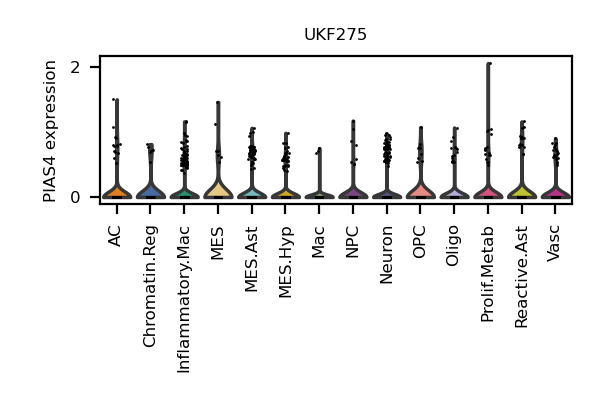 UKF275
PIAS4 expression
2
0
AC
Chromatin.Reg
Inflammatory.Mac
MES
MES.Ast
MES.Hyp
Mac
NPC
Neuron
OPC
Oligo
Prolif.Metab
Reactive.Ast
Vasc